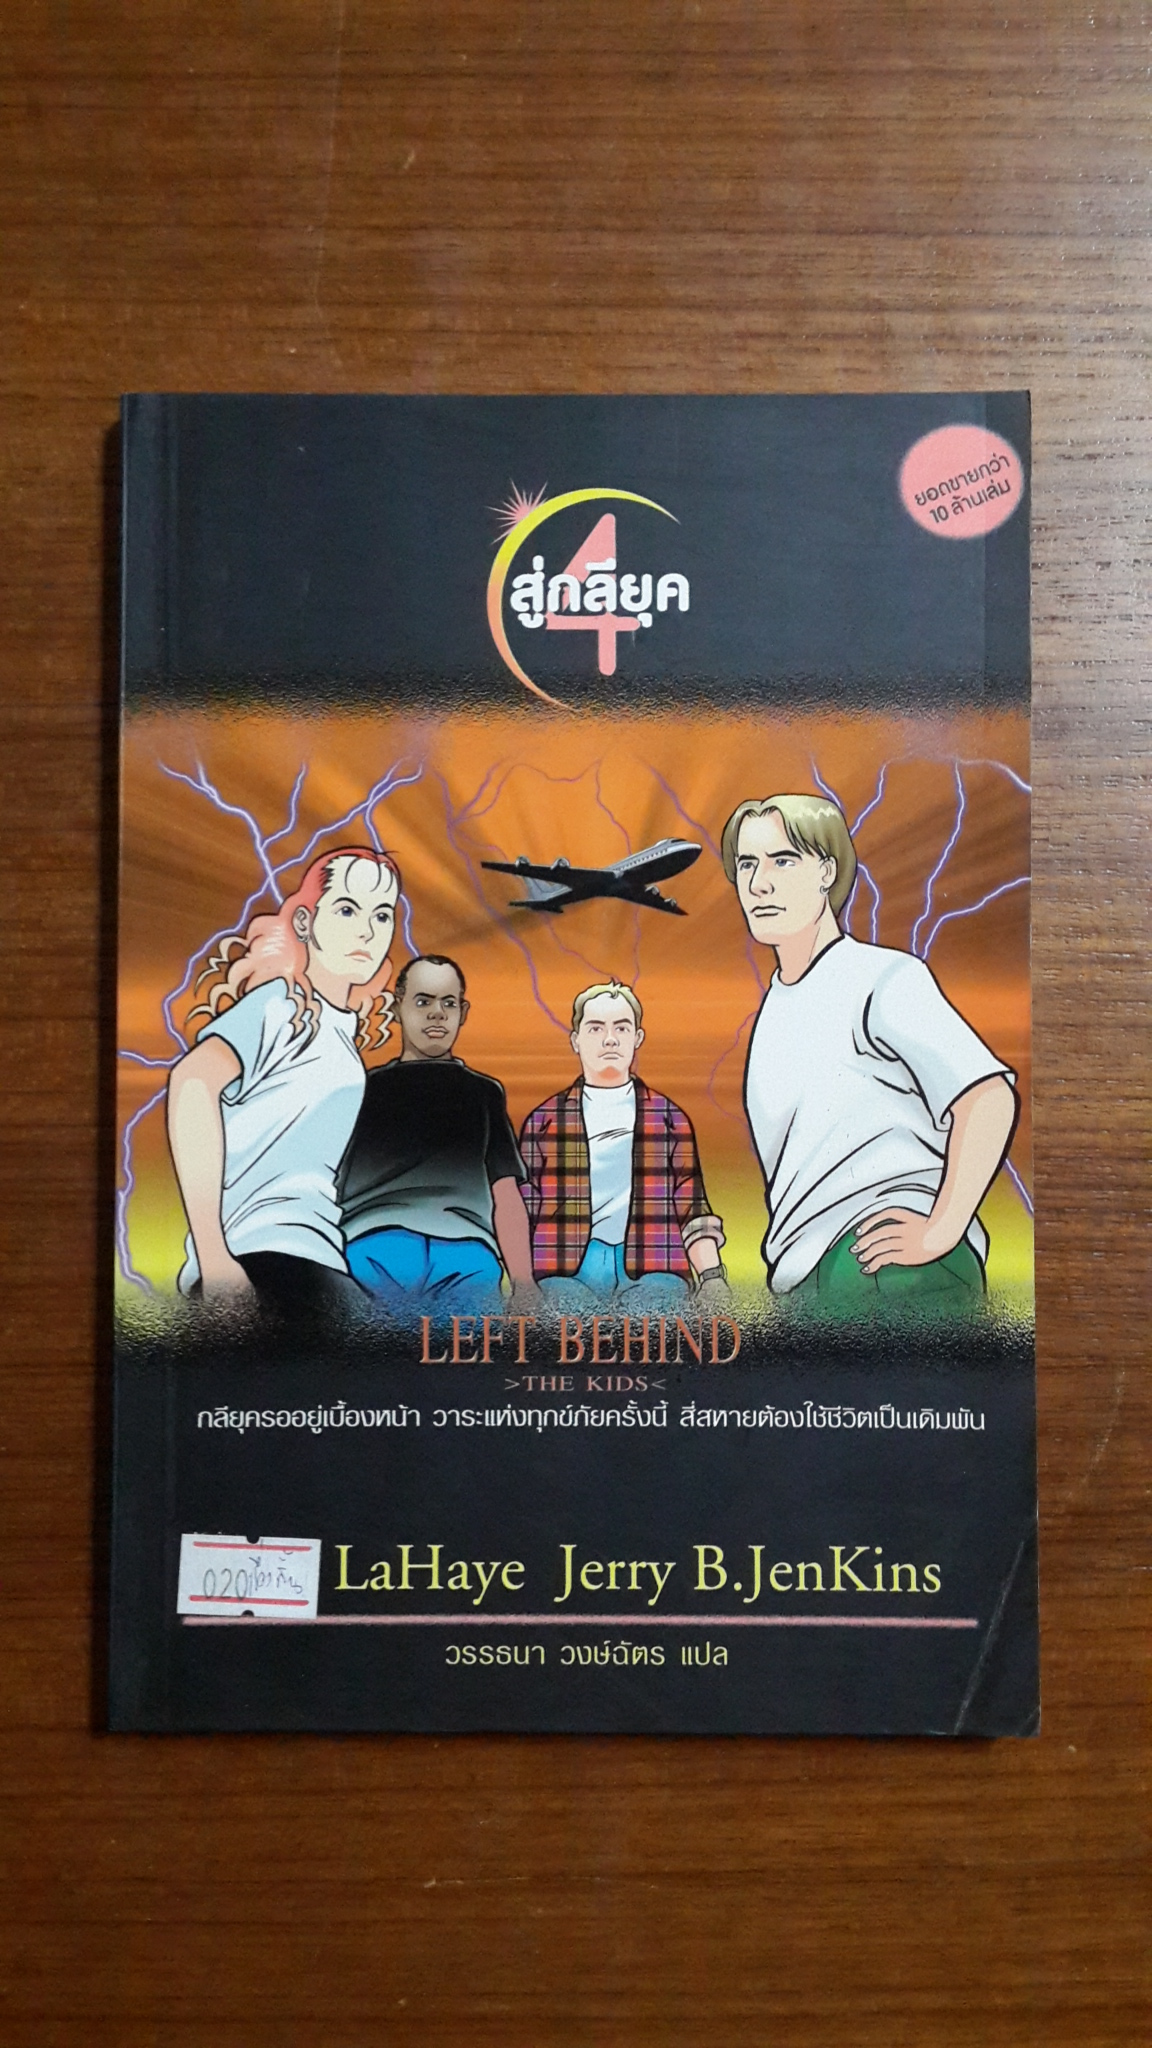 ยอดขายกว่า
10 ล้านเล่ม
4
สู่กลียุค
LEFT BEHIND
>THE KIDS<
กลียุครออยู่เบื้องหน้า วาระแห่งทุกข์ภัยครั้งนี้ สี่สหายต้องใช้ชีวิตเป็นเดิมพัน
LaHaye Jerry B.JenKins
020
วรรธนา วงษ์ฉัตร แปล